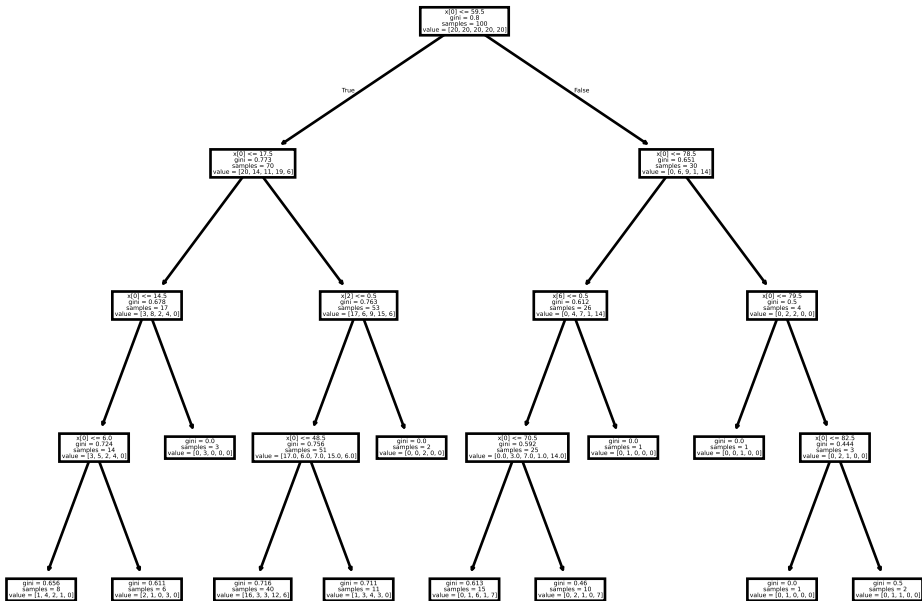 x[0] <= 59.5
gini = 0.8
samples = 100
value = [20, 20, 20, 20, 20]
True
False
x[0] <= 17.5
gini = 0.773
samples = 70
value = [20, 14, 11, 19, 6]
x[0] <= 78.5
gini = 0.651
samples = 30
value = [0, 6, 9, 1, 14]
x[0] <= 14.5
gini = 0.678
samples = 17
value = [3, 8, 2, 4, 0]
x[2] <= 0.5
gini = 0.763
samples = 53
value = [17, 6, 9, 15, 6]
x[6] <= 0.5
gini = 0.612
samples = 26
value = [0, 4, 7, 1, 14]
x[0] <= 79.5
gini = 0.5
samples = 4
value = [0, 2, 2, 0, 0]
x[0] <= 6.0
gini = 0.724
samples = 14
value = [3, 5, 2, 4, 0]
gini = 0.0
samples = 3
value = [0, 3, 0, 0, 0]
x[0] <= 48.5
gini = 0.756
samples = 51
value = [17.0, 6.0, 7.0, 15.0, 6.0]
gini = 0.0
samples = 2
value = [0, 0, 2, 0, 0]
x[0] <= 70.5
gini = 0.592
samples = 25
value = [0.0, 3.0, 7.0, 1.0, 14.0]
gini = 0.0
samples = 1
value = [0, 1, 0, 0, 0]
gini = 0.0
samples = 1
value = [0, 0, 1, 0, 0]
x[0] <= 82.5
gini = 0.444
samples = 3
value = [0, 2, 1, 0, 0]
gini = 0.656
samples = 8
value = [1, 4, 2, 1, 0]
gini = 0.611
samples = 6
value = [2, 1, 0, 3, 0]
gini = 0.716
samples = 40
value = [16, 3, 3, 12, 6]
gini = 0.711
samples = 11
value = [1, 3, 4, 3, 0]
gini = 0.613
samples = 15
value = [0, 1, 6, 1, 7]
gini = 0.46
samples = 10
value = [0, 2, 1, 0, 7]
gini = 0.0
samples = 1
value = [0, 1, 0, 0, 0]
gini = 0.5
samples = 2
value = [0, 1, 1, 0, 0]